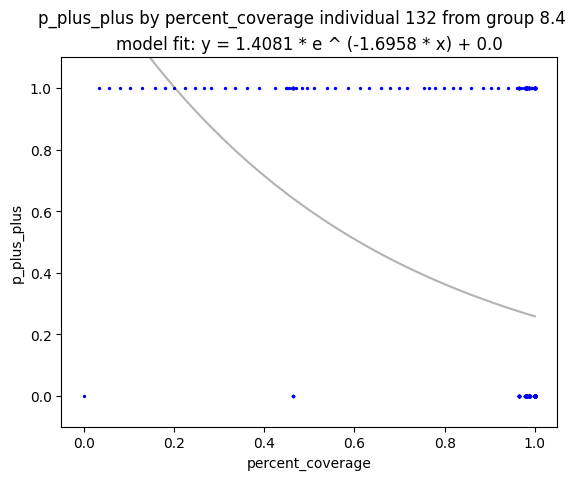 p_plus_plus by percent_coverage individual 132 from group 8.4
model fit: y = 1.4081 * e ^ (-1.6958 * x) + 0.0
1.0
0.8
0.6
0.4
0.2
0.0
p_plus_plus
0.0 0.2 0.4 0.6 0.8 1.0
percent_coverage